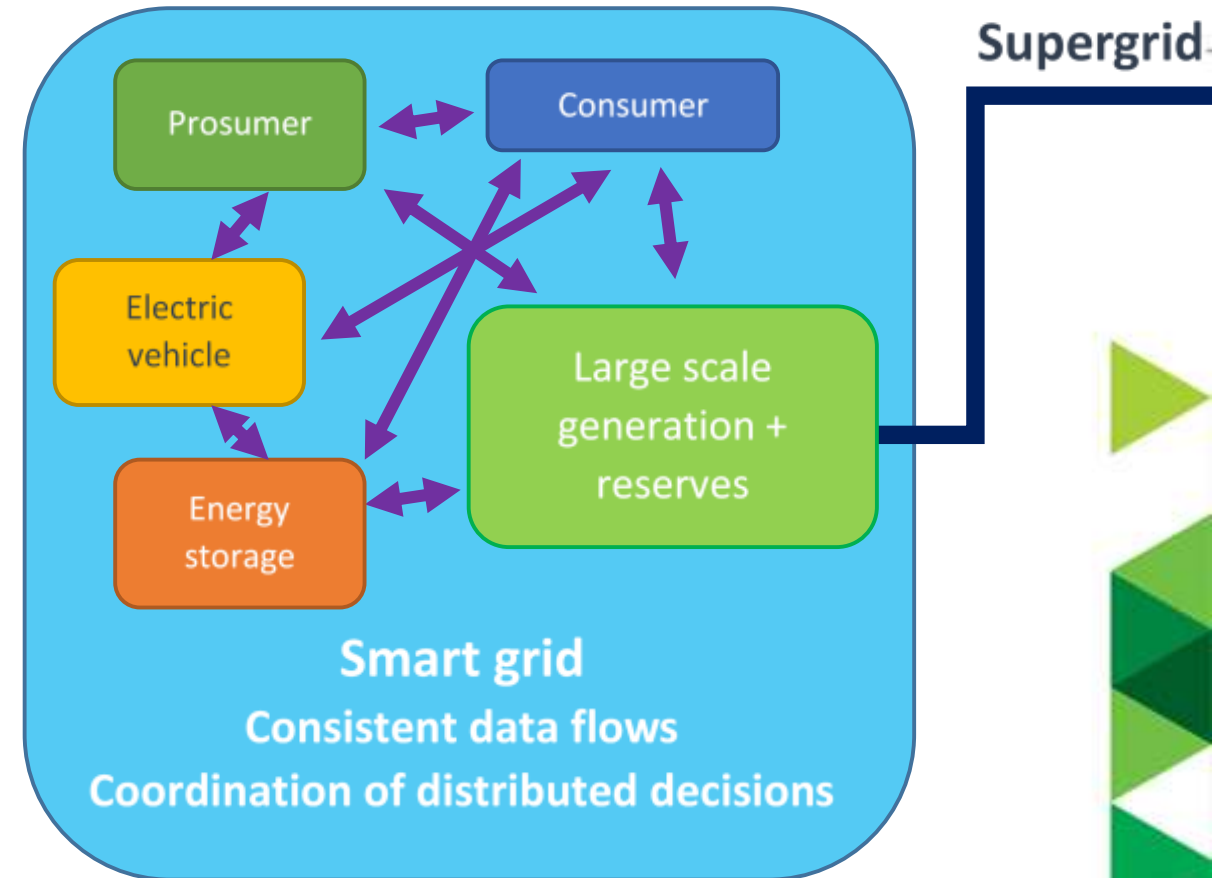 Supergrid
Prosumer
Consumer
Electric
vehicle
Large scale
generation +
reserves
Energy
storage
Smart grid
Consistent data flows
Coordination of distributed decisions